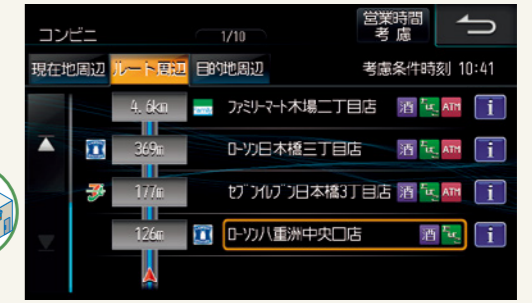 コンビニ 1/10 営業時間
考慮
現在地周辺 ルート周辺 目的地周辺 考慮条件時刻 10:41
4.6km ファミリーマート木場二丁目店 酒 ATM i
369m ローソン日本橋三丁目店 酒 ATM i
177m セブンイレブン日本橋3丁目店 酒 ATM i
126m ローソン八重洲中央口店 酒 i